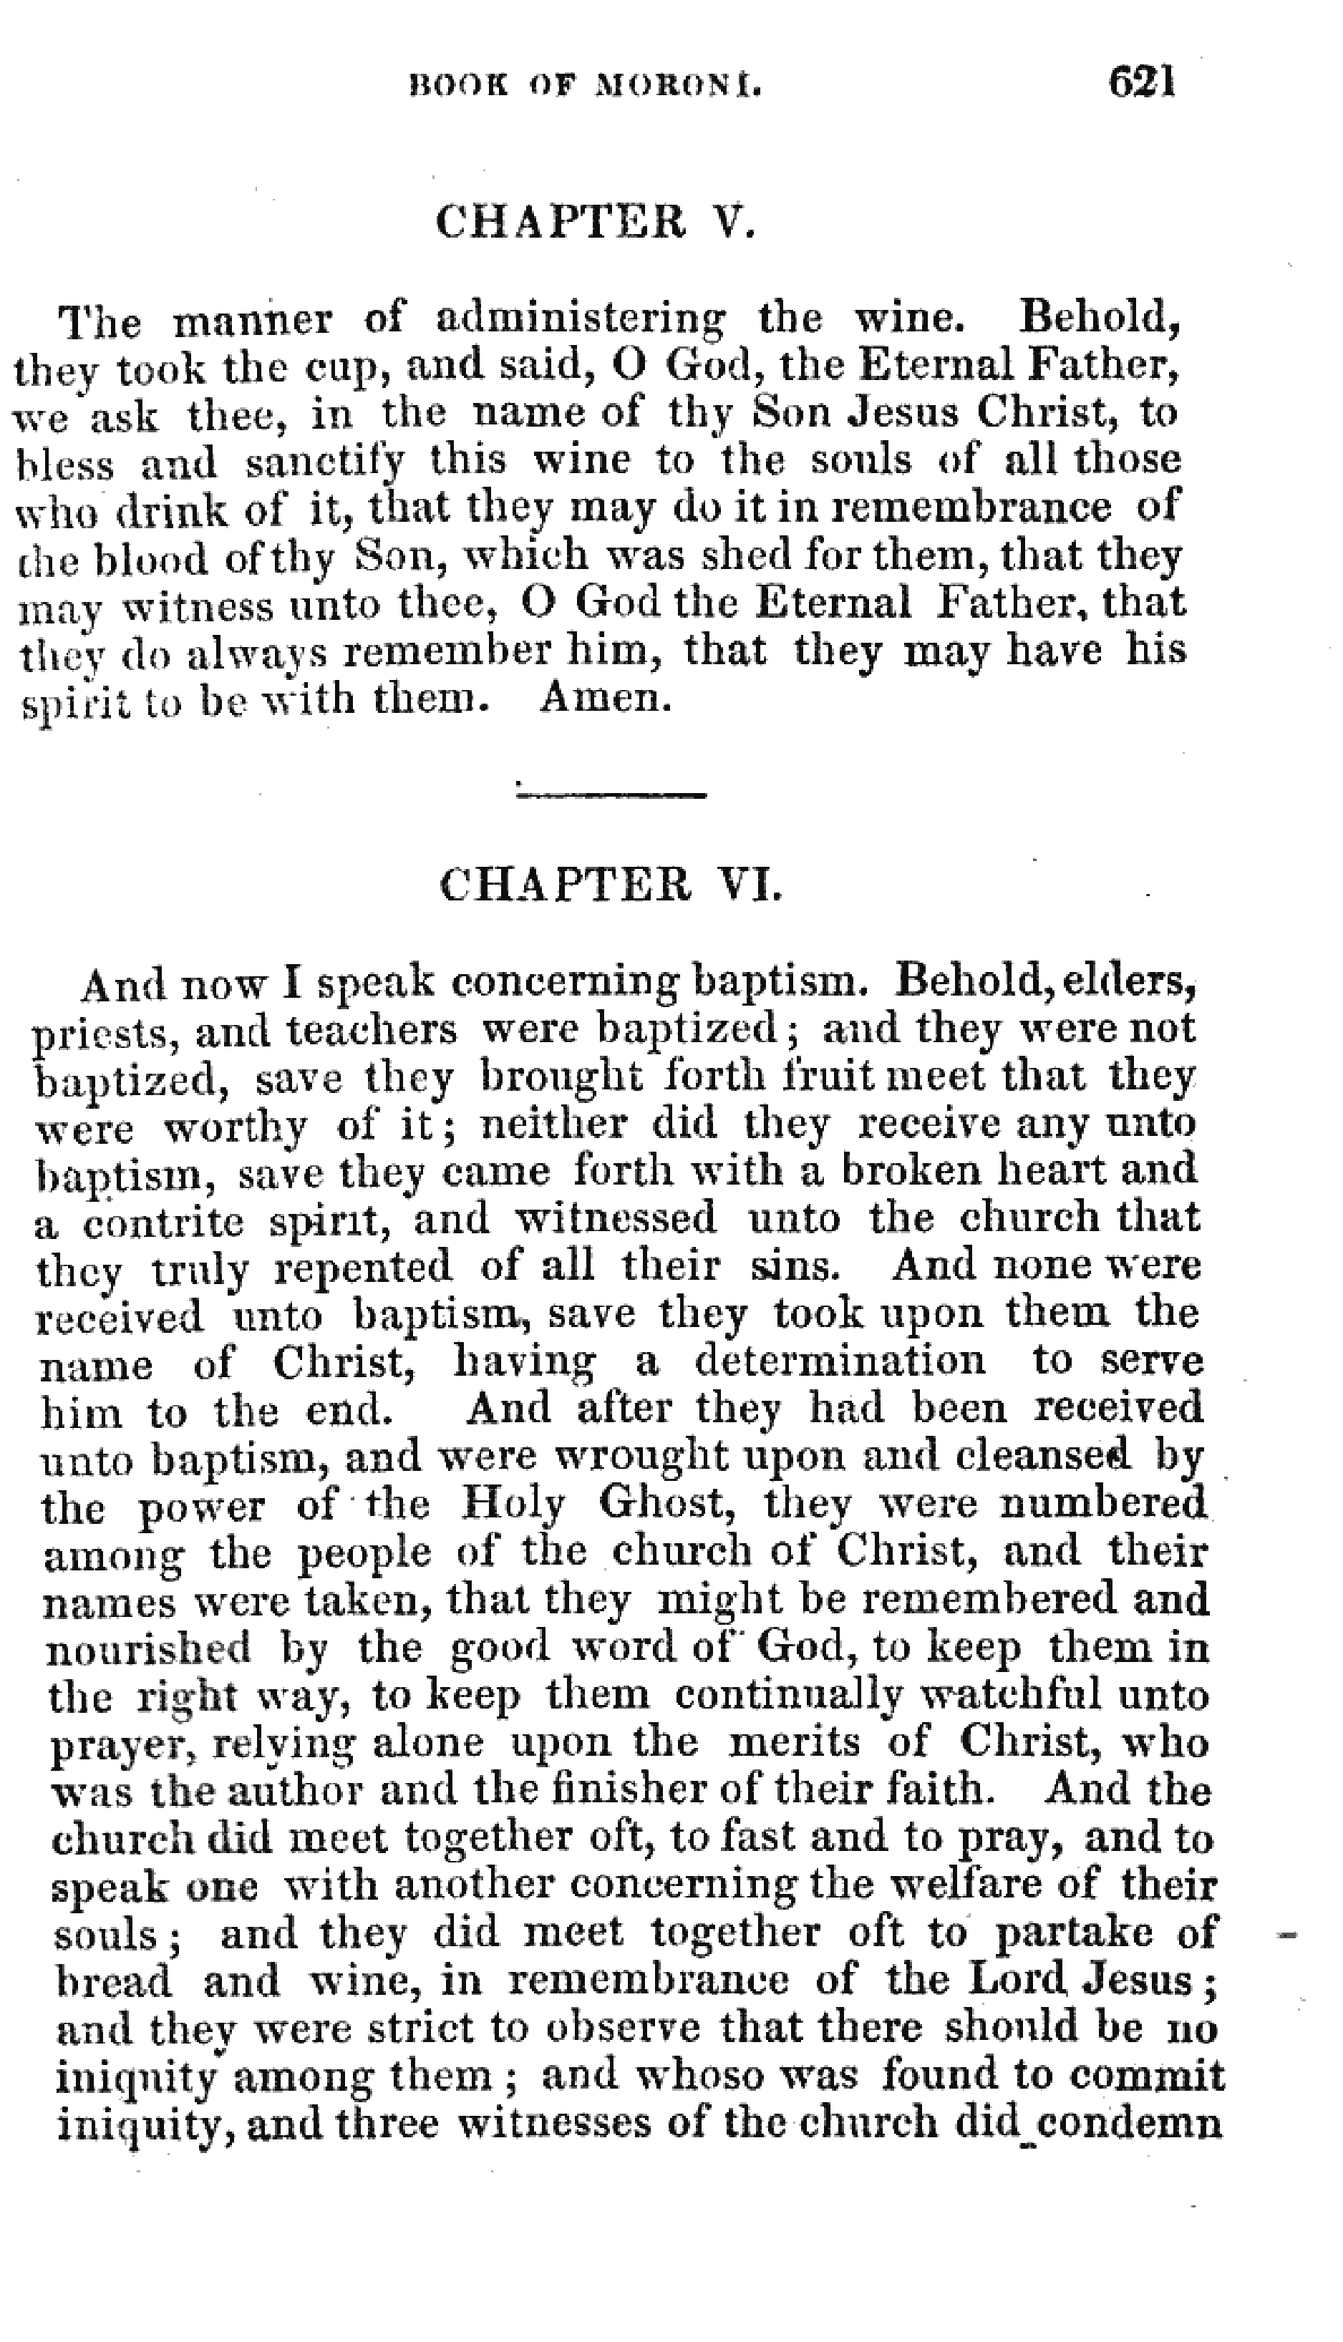 BOOK OF MORONI. 621
CHAPTER V.
The manner of administering the wine. Behold,
they took the cup, and said, O God, the Eternal Father,
we ask thee, in the name of thy Son Jesus Christ, to
bless and sanctify this wine to the souls of all those
who drink of it, that they may do it in remembrance of
the blood of thy Son, which was shed for them, that they
may witness unto thee, O God the Eternal Father, that
they do always remember him, that they may have his
spirit to be with them. Amen.
CHAPTER VI.
And now I speak concerning baptism. Behold, elders,
priests, and teachers were baptized; and they were not
baptized, save they brought forth fruit meet that they
were worthy of it; neither did they receive any unto
baptism, save they came forth with a broken heart and
a contrite spirit, and witnessed unto the church that
they truly repented of all their sins. And none were
received unto baptism, save they took upon them the
name of Christ, having a determination to serve
him to the end. And after they had been received
unto baptism, and were wrought upon and cleansed by
the power of the Holy Ghost, they were numbered
among the people of the church of Christ, and their
names were taken, that they might be remembered and
nourished by the good word of God, to keep them in
the right way, to keep them continually watchful unto
prayer, relying alone upon the merits of Christ, who
was the author and the finisher of their faith. And the
church did meet together oft, to fast and to pray, and to
speak one with another concerning the welfare of their
souls; and they did meet together oft to partake of
bread and wine, in remembrance of the Lord Jesus;
and they were strict to observe that there should be no
iniquity among them; and whoso was found to commit
iniquity, and three witnesses of the church did condemn